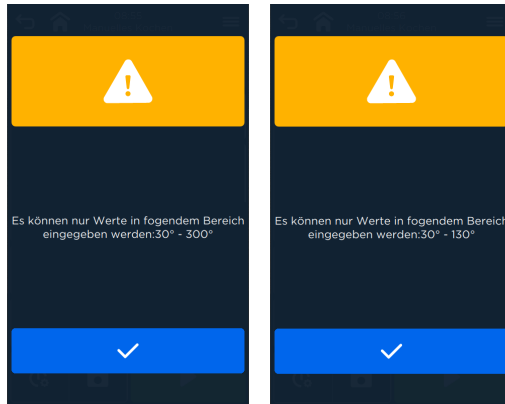 Es können nur Werte in fogendem Bereich
eingegeben werden:30° - 300°
Es können nur Werte in fogendem Bereich
eingegeben werden:30° - 130°